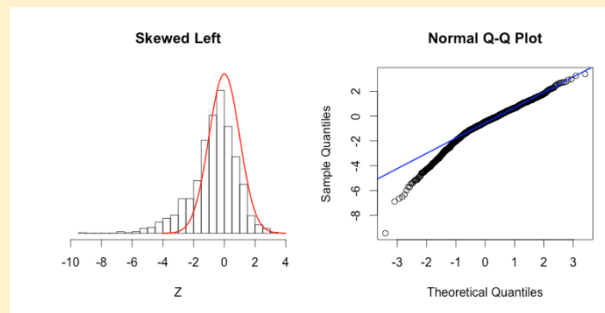 Skewed Left
-10 -8 -6 -4 -2 0 2 4
Z
Normal Q-Q Plot
Sample Quantiles
2
0
-2
-4
-6
-8
-3 -2 -1 0 1 2 3
Theoretical Quantiles